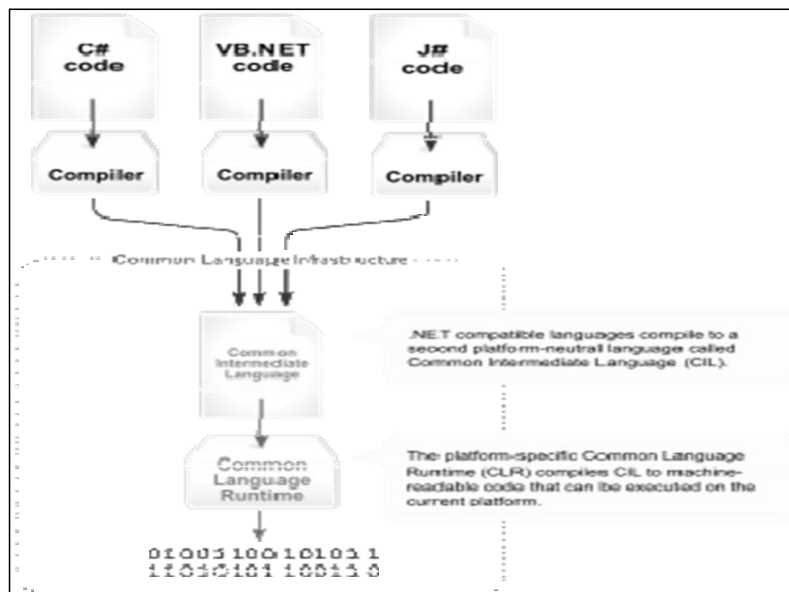 C#
code
VB.NET
code
J#
code
Compiler
Compiler
Compiler
Common Language Infrastructure
Common
Intermediate
Language
.NET compatible languages compile to a
second platform-neutral language called
Common Intermediate Language (CIL).
Common
Language
Runtime
The platform-specific Common Language
Runtime (CLR) compiles CIL to machine-
readable code that can be executed on the
current platform.